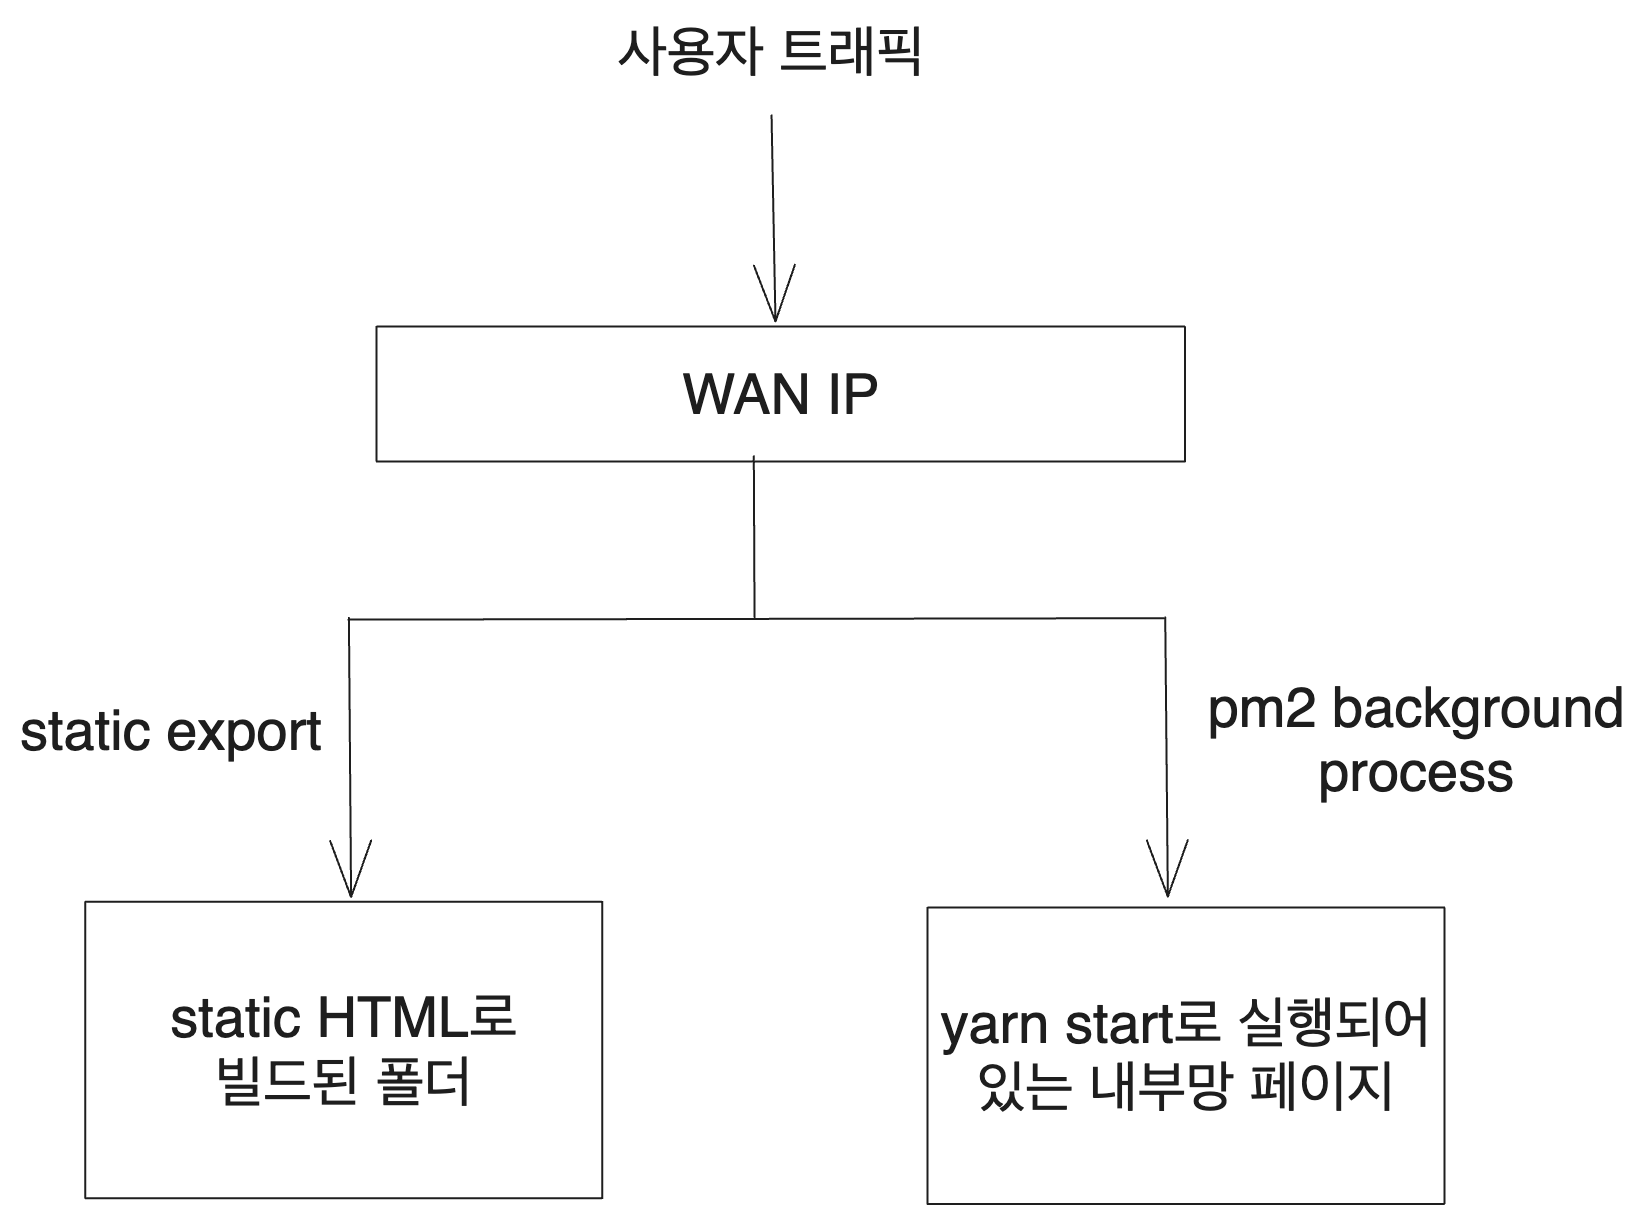 사용자 트래픽
WAN IP
static export
pm2 background
process
static HTML로
빌드된 폴더
yarn start로 실행되어
있는 내부망 페이지